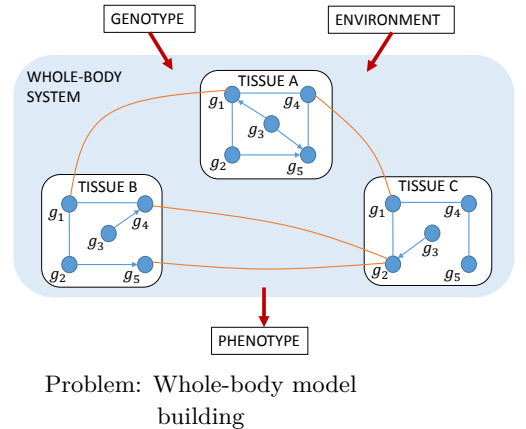 GENOTYPE
ENVIRONMENT
WHOLE-BODY
SYSTEM
TISSUE A
g1
g4
g3
g2
g5
TISSUE B
g1
g4
g3
g2
g5
TISSUE C
g1
g4
g3
g2
g5
PHENOTYPE
Problem: Whole-body model
building